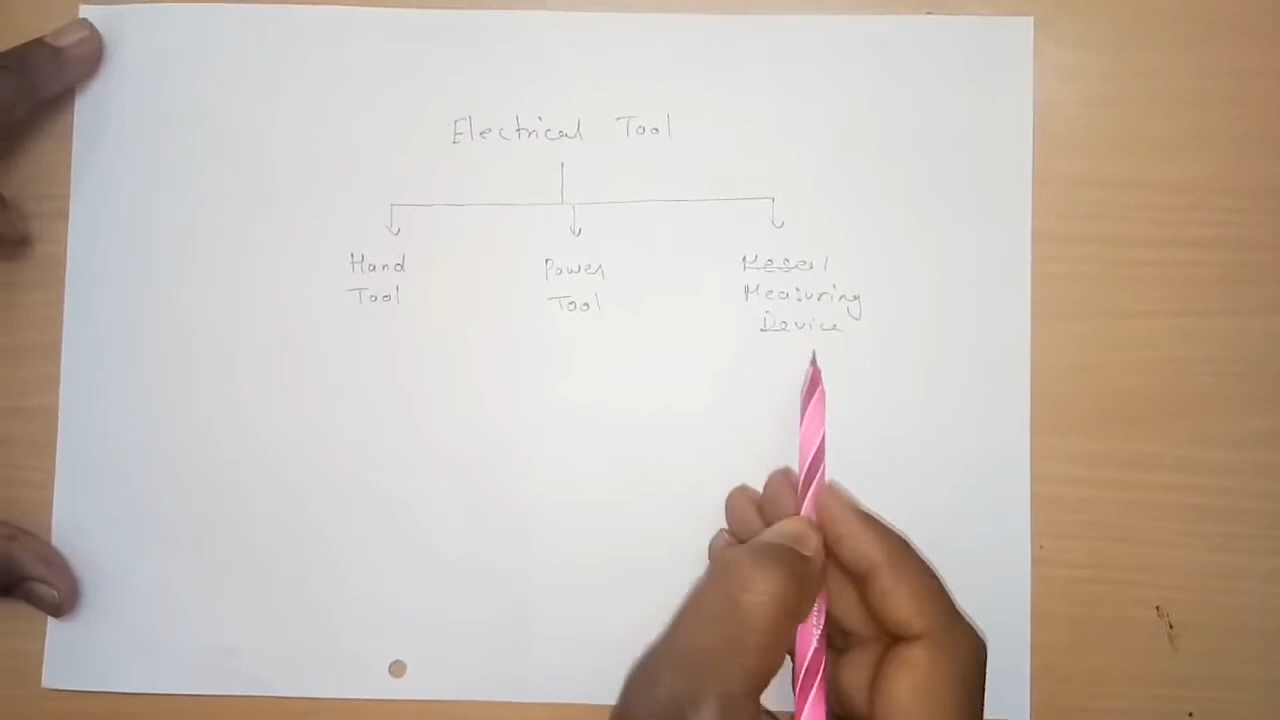 Electrical Tool
Hand
Tool
Power
Tool
Measuring
Device